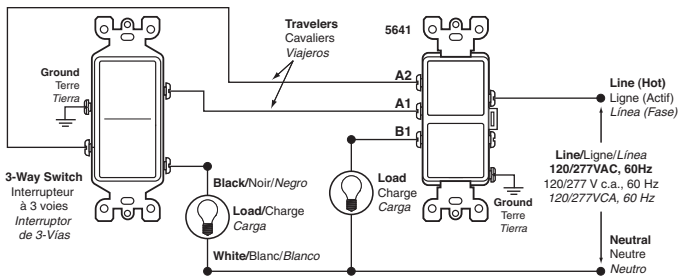 Travelers
Cavaliers
Viajeros
5641
Ground
Terre
Tierra
A2
A1
B1
Line (Hot)
Ligne (Actif)
Línea (Fase)
3-Way Switch
Interrupteur
à 3 voies
Interruptor
de 3-Vías
Black/Noir/Negro
Load/Charge
Carga
White/Blanc/Blanco
Load
Charge
Carga
Ground
Terre
Tierra
Line/Ligne/Línea
120/277VAC, 60Hz
120/277 V c.a., 60 Hz
120/277VCA, 60 Hz
Neutral
Neutre
Neutro